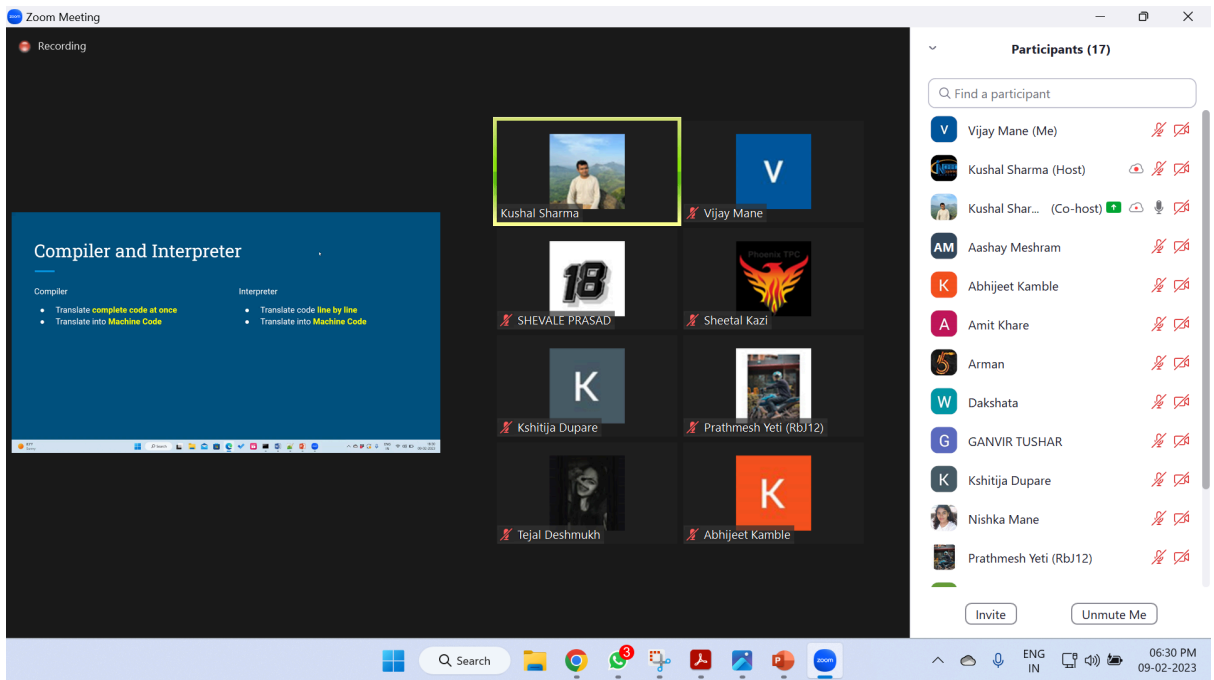 zoom Zoom Meeting
Recording
Compiler and Interpreter
Compiler
Interpreter
• Translate complete code at once
• Translate into Machine Code
• Translate code line by line
• Translate into Machine Code
Search
Kushal Sharma
V
Vijay Mane
18
SHEVALE PRASAD
Phoenix TPC
Sheetal Kazi
K
Kshitija Dupare
Prathmesh Yeti (RbJ12)
Tejal Deshmukh
K
Abhijeet Kamble
Participants (17)
Find a participant
V Vijay Mane (Me)
Kushal Sharma (Host)
Kushal Shar... (Co-host)
AM Aashay Meshram
K Abhijeet Kamble
A Amit Khare
5 Arman
W Dakshata
G GANVIR TUSHAR
K Kshitija Dupare
Nishka Mane
Prathmesh Yeti (RbJ12)
Invite
Unmute Me
Search
3
P
zoom
ENG
IN
06:30 PM
09-02-2023